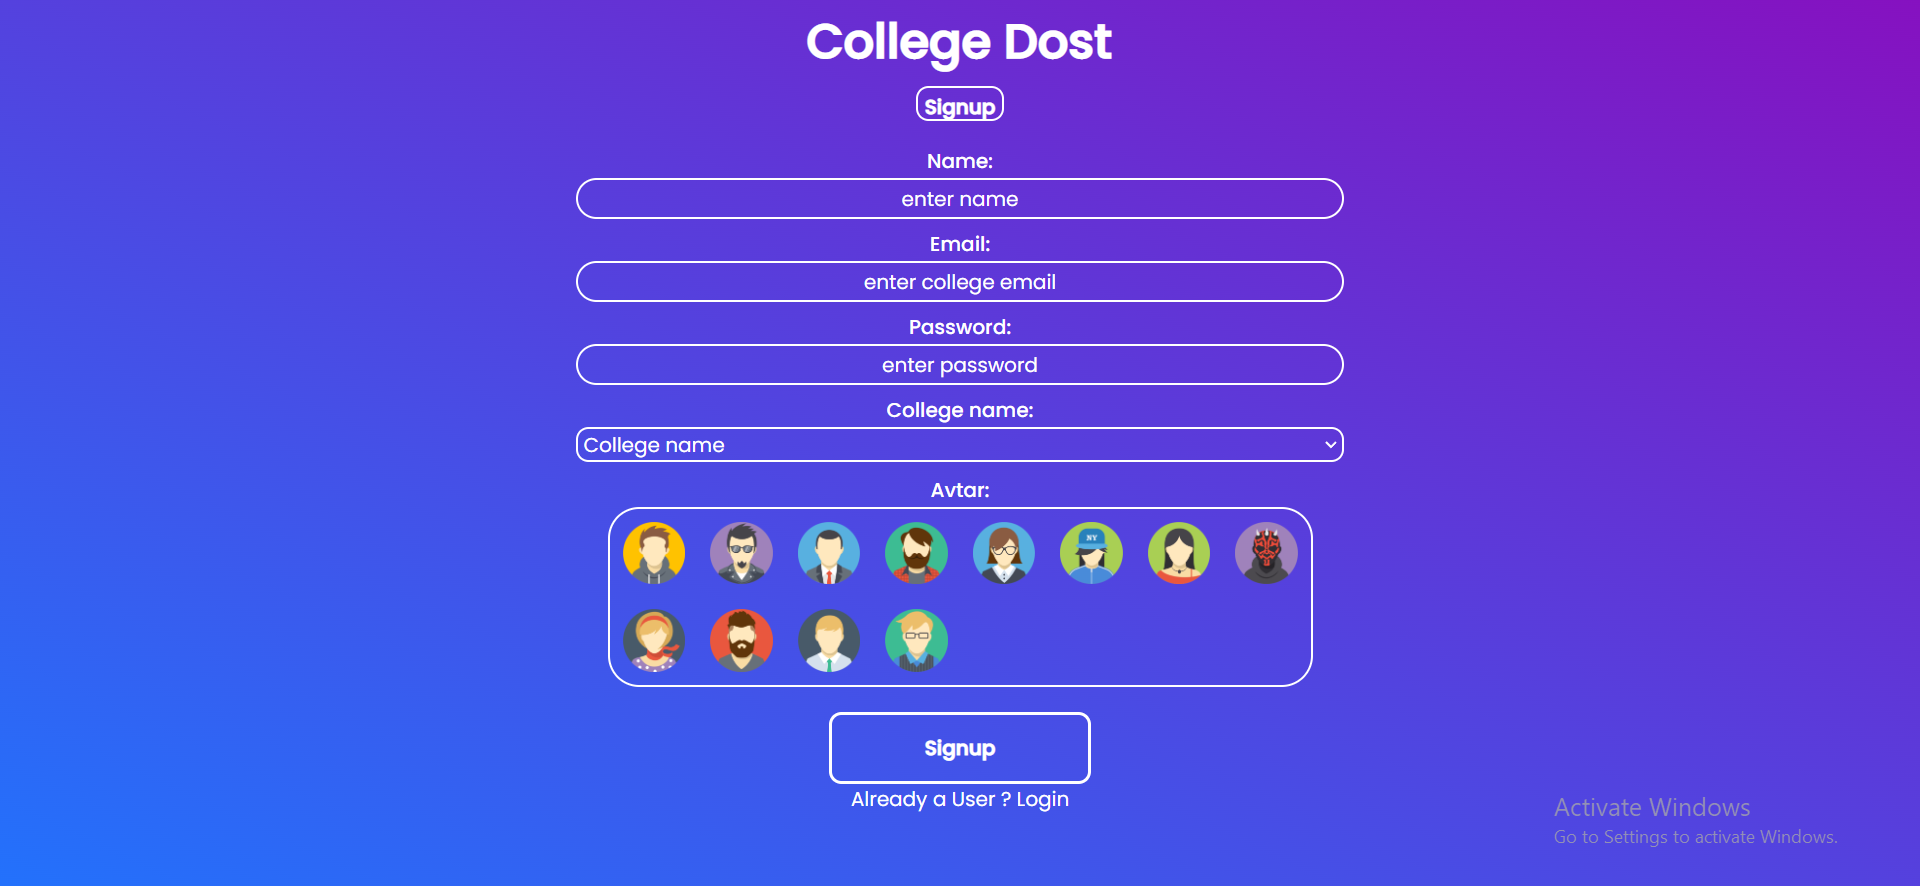 College Dost
Signup
Name:
enter name
Email:
enter college email
Password:
enter password
College name:
College name
Avtar:
NY
Signup
Already a User ? Login
Activate Windows
Go to Settings to activate Windows.